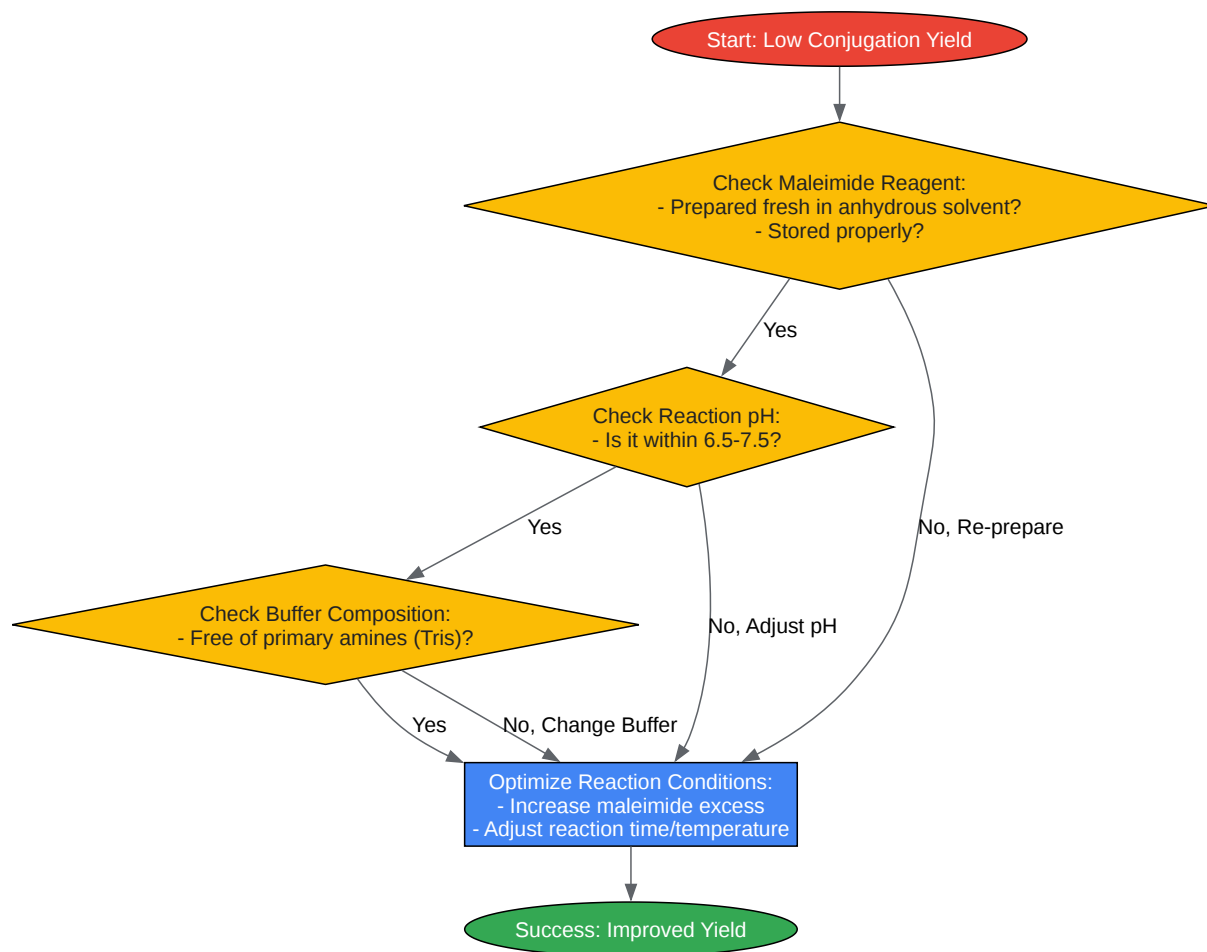 Start: Low Conjugation Yield
Check Maleimide Reagent:
- Prepared fresh in anhydrous solvent?
- Stored properly?
Yes
Check Reaction pH:
- Is it within 6.5-7.5?
Yes
No, Re-prepare
Check Buffer Composition:
- Free of primary amines (Tris)?
No, Adjust pH
Yes
No, Change Buffer
Optimize Reaction Conditions:
- Increase maleimide excess
- Adjust reaction time/temperature
Success: Improved Yield